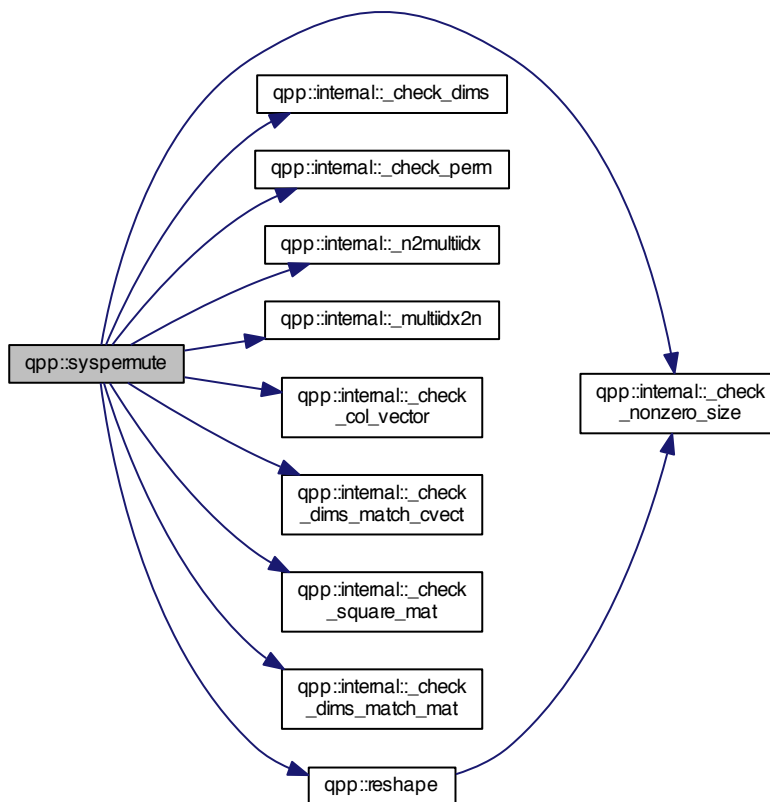 qpp::internal::_check_dims
qpp::internal::_check_perm
qpp::internal::_n2multiidx
qpp::internal::_multiidx2n
qpp::syspermute
qpp::internal::_check
_col_vector
qpp::internal::_check
_nonzero_size
qpp::internal::_check
_dims_match_cvect
qpp::internal::_check
_square_mat
qpp::internal::_check
_dims_match_mat
qpp::reshape